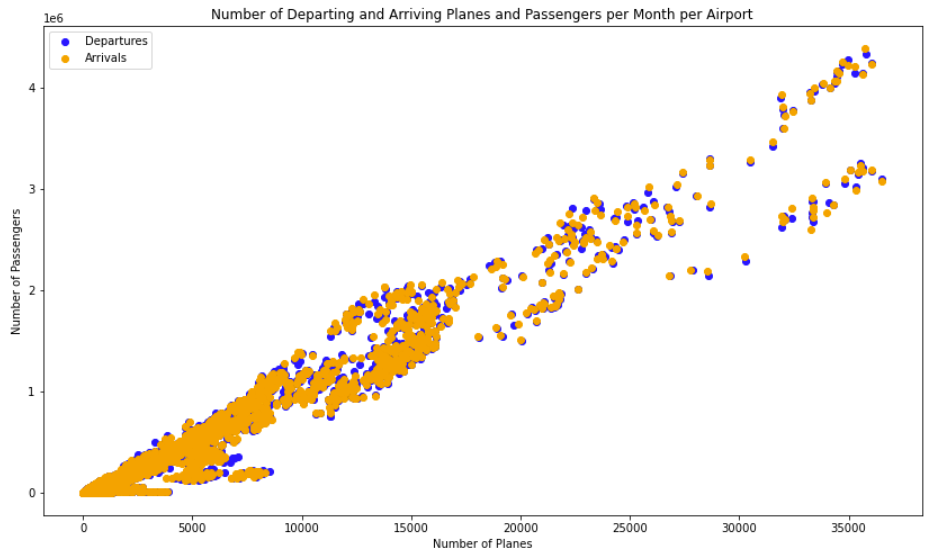 Number of Departing and Arriving Planes and Passengers per Month per Airport
1e6
Departures
Arrivals
4
3
2
1
0
Number of Passengers
0 5000 10000 15000 20000 25000 30000 35000
Number of Planes